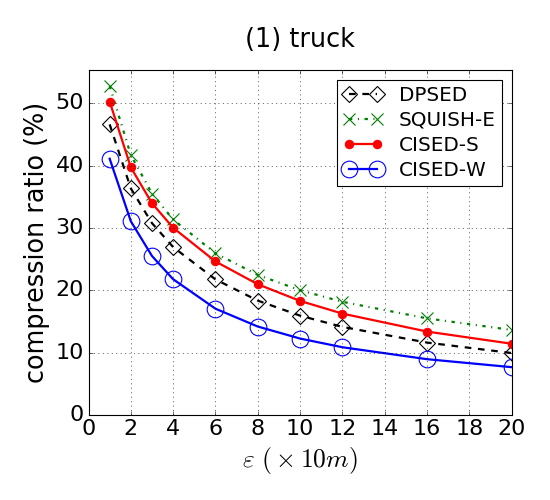 (1) truck
compression ratio (%)
50
40
30
20
10
0
DPSED
SQUISH-E
CISED-S
CISED-W
0 2 4 6 8 10 12 14 16 18 20
ε (×10m)